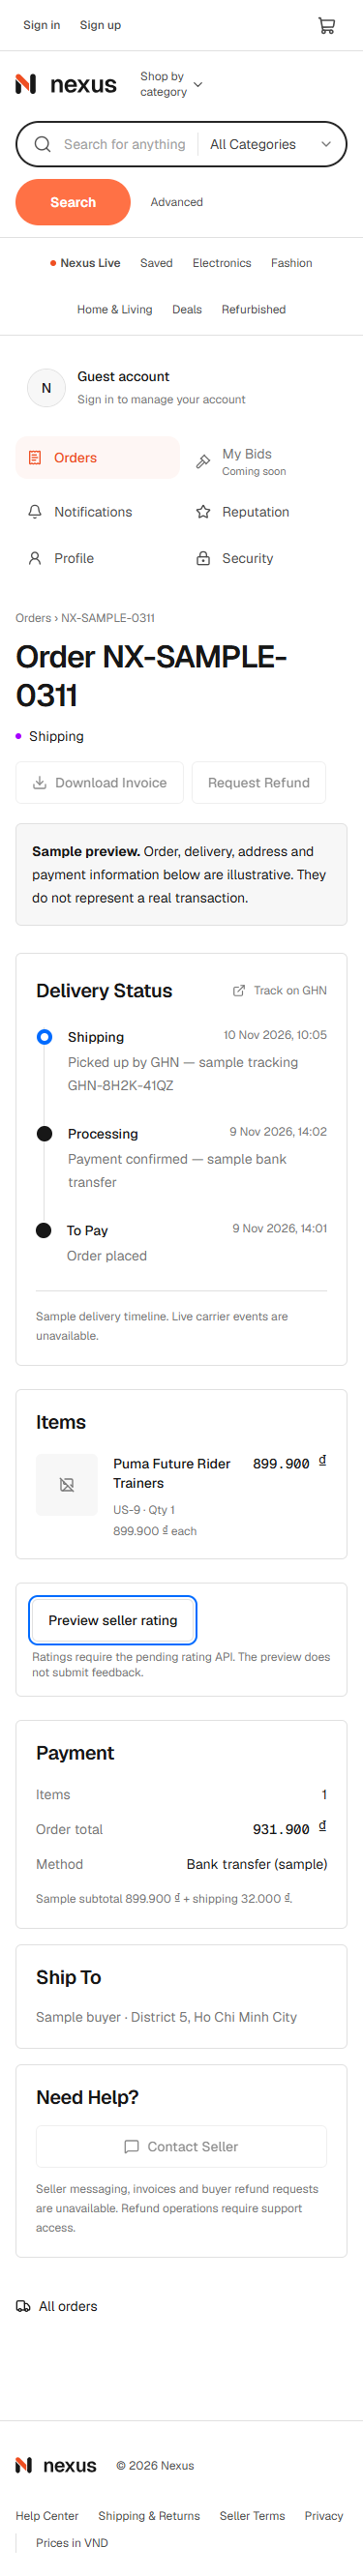 Sign in Sign up
nexus
Shop by
category
Search for anything All Categories
Search Advanced
Nexus Live Saved Electronics Fashion
Home & Living Deals Refurbished
N
Guest account
Sign in to manage your account
Orders
My Bids
Coming soon
Notifications Reputation
Profile Security
Orders › NX-SAMPLE-0311
Order NX-SAMPLE-
0311
Shipping
Download Invoice Request Refund
Sample preview. Order, delivery, address and
payment information below are illustrative. They
do not represent a real transaction.
Delivery Status Track on GHN
Shipping 10 Nov 2026, 10:05
Picked up by GHN — sample tracking
GHN-8H2K-41QZ
Processing 9 Nov 2026, 14:02
Payment confirmed — sample bank
transfer
To Pay 9 Nov 2026, 14:01
Order placed
Sample delivery timeline. Live carrier events are
unavailable.
Items
Puma Future Rider 899.900 ₫
Trainers
US-9 · Qty 1
899.900 ₫ each
Preview seller rating
Ratings require the pending rating API. The preview does
not submit feedback.
Payment
Items 1
Order total 931.900 ₫
Method Bank transfer (sample)
Sample subtotal 899.900 ₫ + shipping 32.000 ₫.
Ship To
Sample buyer · District 5, Ho Chi Minh City
Need Help?
Contact Seller
Seller messaging, invoices and buyer refund requests
are unavailable. Refund operations require support
access.
All orders
nexus © 2026 Nexus
Help Center Shipping & Returns Seller Terms Privacy
Prices in VND